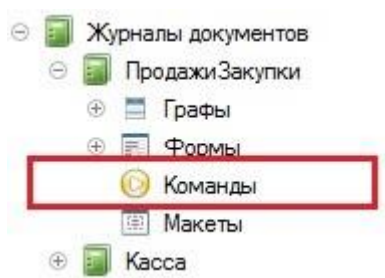 Журналы документов
ПродажиЗакупки
Графы
Формы
Команды
Макеты
Касса